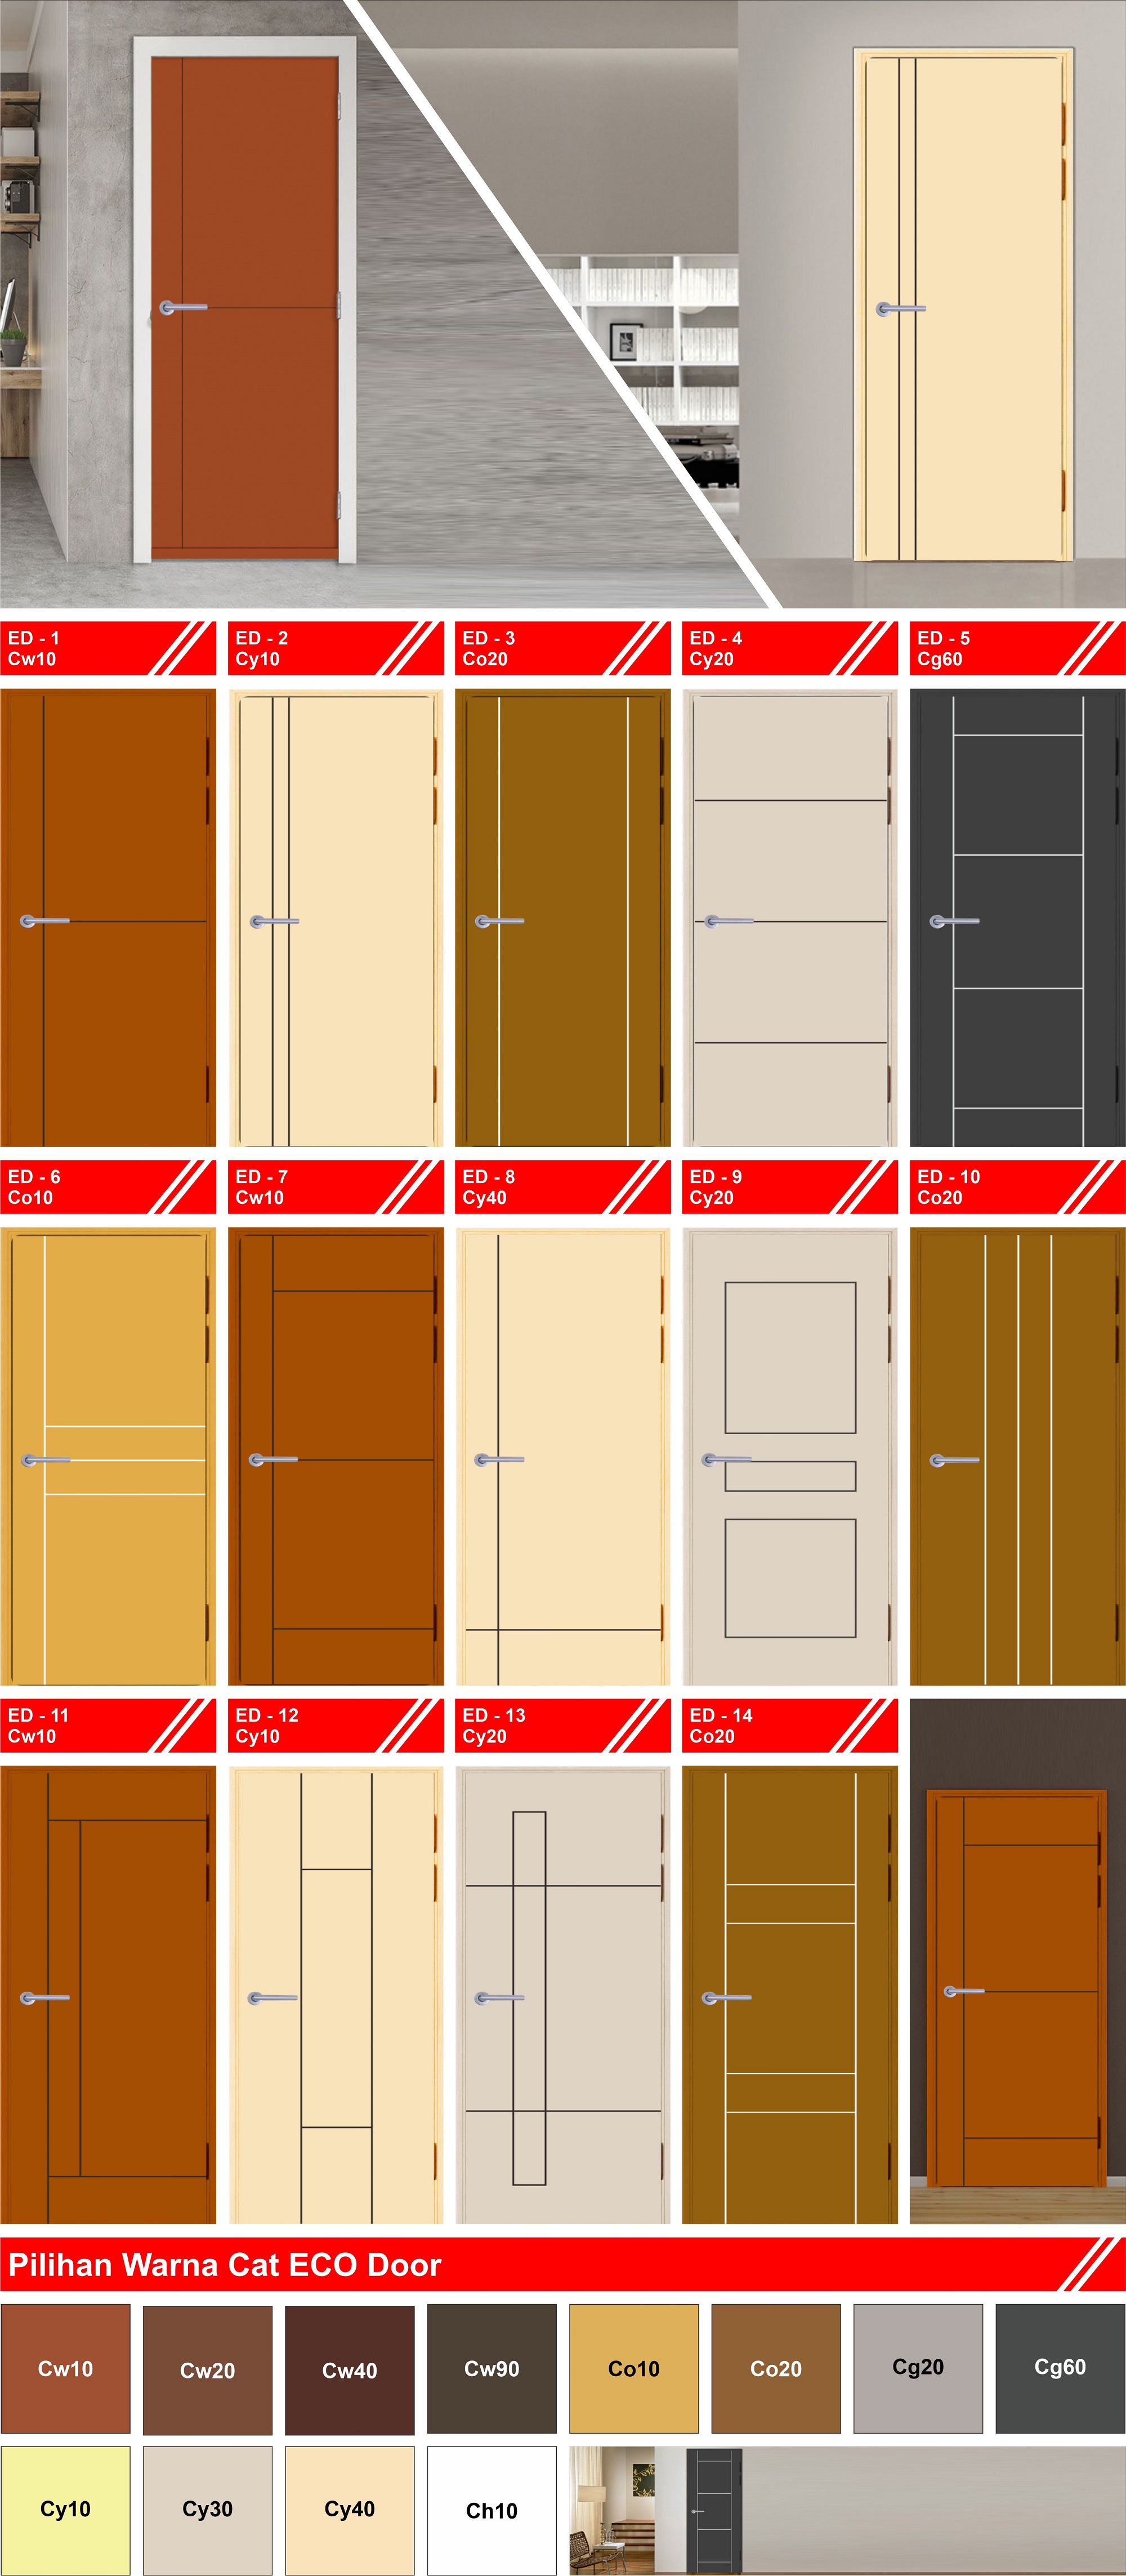 ED - 1
Cw10
ED - 2
Cy10
ED - 3
Co20
ED - 4
Cy20
ED - 5
Cg60
ED - 6
Co10
ED - 7
Cw10
ED - 8
Cy40
ED - 9
Cy20
ED - 10
Co20
ED - 11
Cw10
ED - 12
Cy10
ED - 13
Cy20
ED - 14
Co20
Pilihan Warna Cat ECO Door
Cw10
Cw20
Cw40
Cw90
Co10
Co20
Cg20
Cg60
Cy10
Cy30
Cy40
Ch10